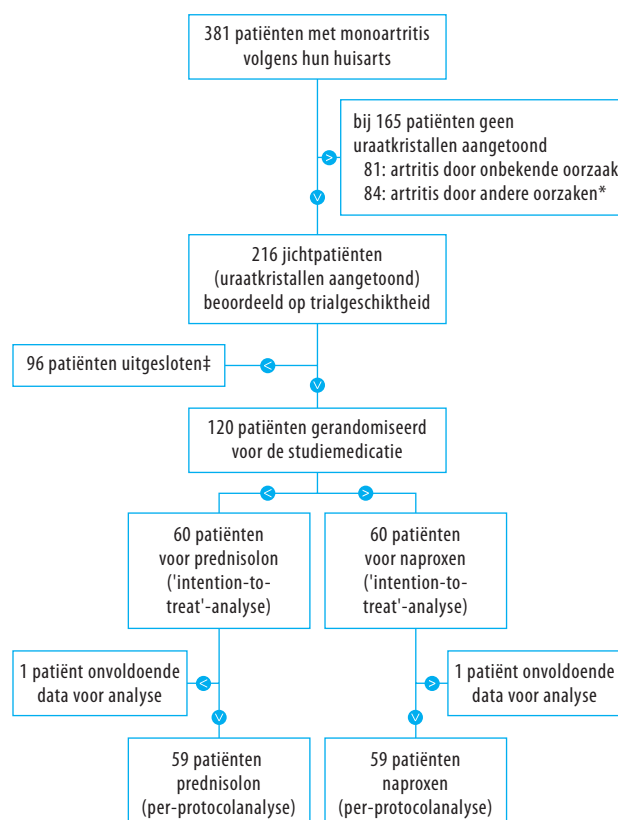 381 patiënten met monoartritis
volgens hun huisarts
bij 165 patiënten geen
uraatkristallen aangetoond
81: artritis door onbekende oorzaak
84: artritis door andere oorzaken*
216 jichtpatiënten
(uraatkristallen aangetoond)
beoordeeld op trialgeschiktheid
96 patiënten uitgesloten‡
120 patiënten gerandomiseerd
voor de studiemedicatie
60 patiënten
voor prednisolon
('intention-to-
treat'-analyse)
60 patiënten
voor naproxen
('intention-to-
treat'-analyse)
1 patiënt onvoldoende
data voor analyse
1 patiënt onvoldoende
data voor analyse
59 patiënten
prednisolon
(per-protocolanalyse)
59 patiënten
naproxen
(per-protocolanalyse)